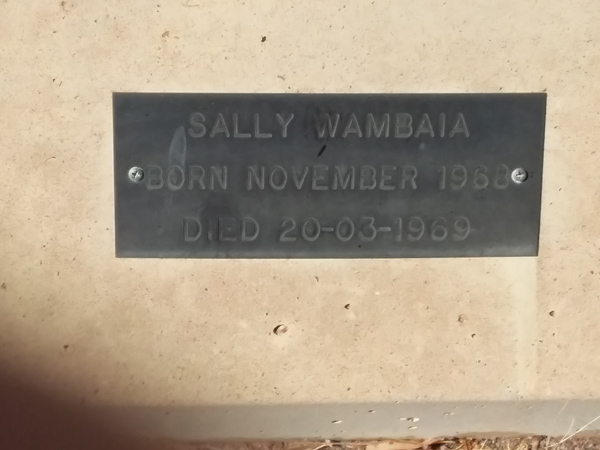 SALLY WAMBAIA
BORN NOVEMBER 1968
DIED 20-03-1969